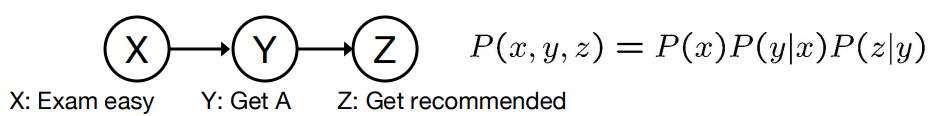 X Y Z P(x, y, z) = P(x)P(y|x)P(z|y)
X: Exam easy Y: Get A Z: Get recommended